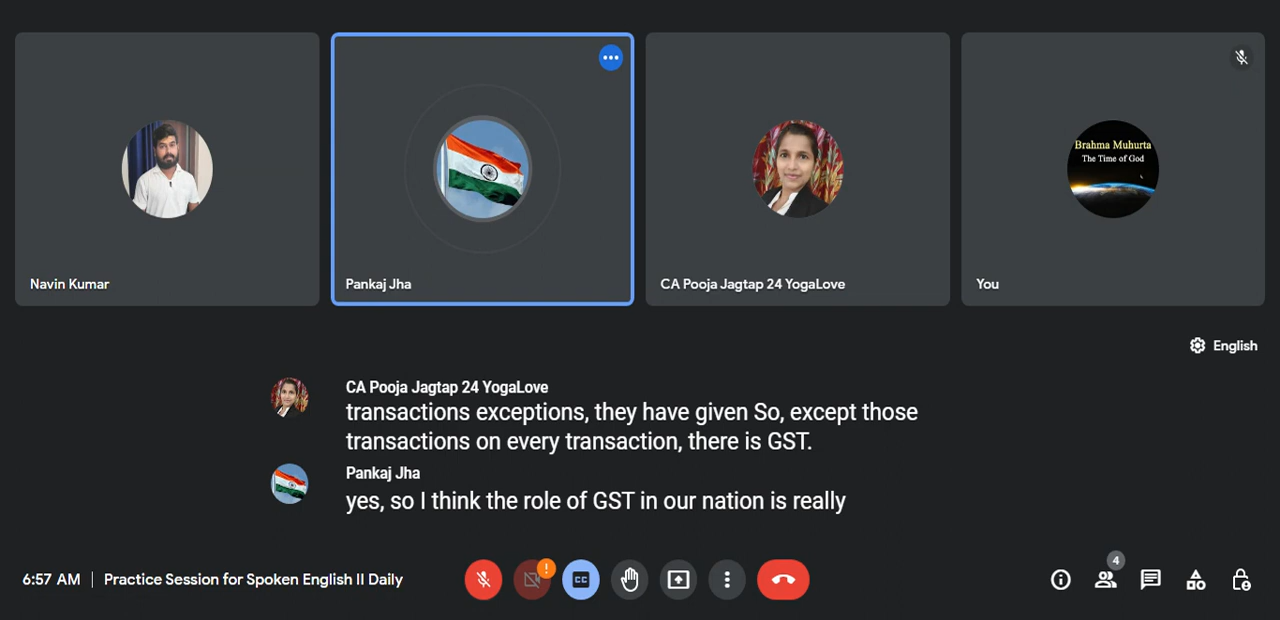 Brahma Muhurta
The Time of God
Navin Kumar
Pankaj Jha
CA Pooja Jagtap 24 YogaLove
You
English
CA Pooja Jagtap 24 YogaLove
transactions exceptions, they have given So, except those
transactions on every transaction, there is GST.
Pankaj Jha
yes, so I think the role of GST in our nation is really
6:57 AM | Practice Session for Spoken English II Daily
!
CC
4